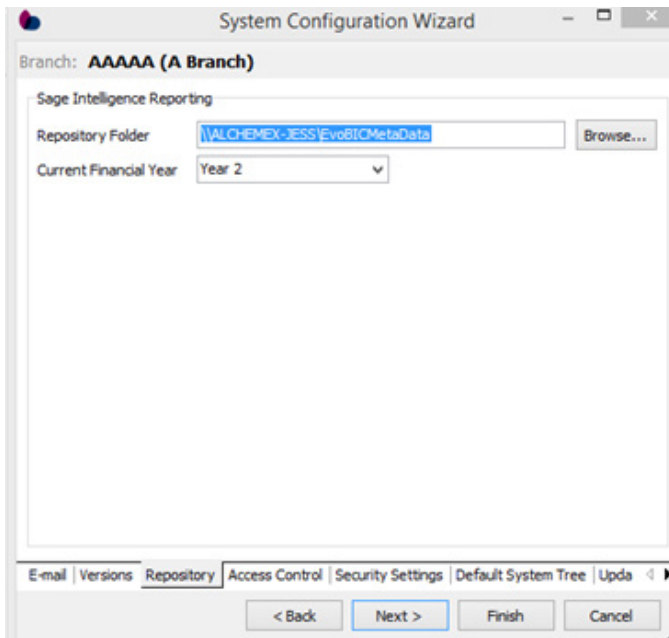 System Configuration Wizard
Branch: AAAAA (A Branch)
Sage Intelligence Reporting
Repository Folder \\ALCHEMEX-JESS\EvoBICMetaData Browse...
Current Financial Year Year 2
E-mail Versions Repository Access Control Security Settings Default System Tree Upda
< Back Next > Finish Cancel